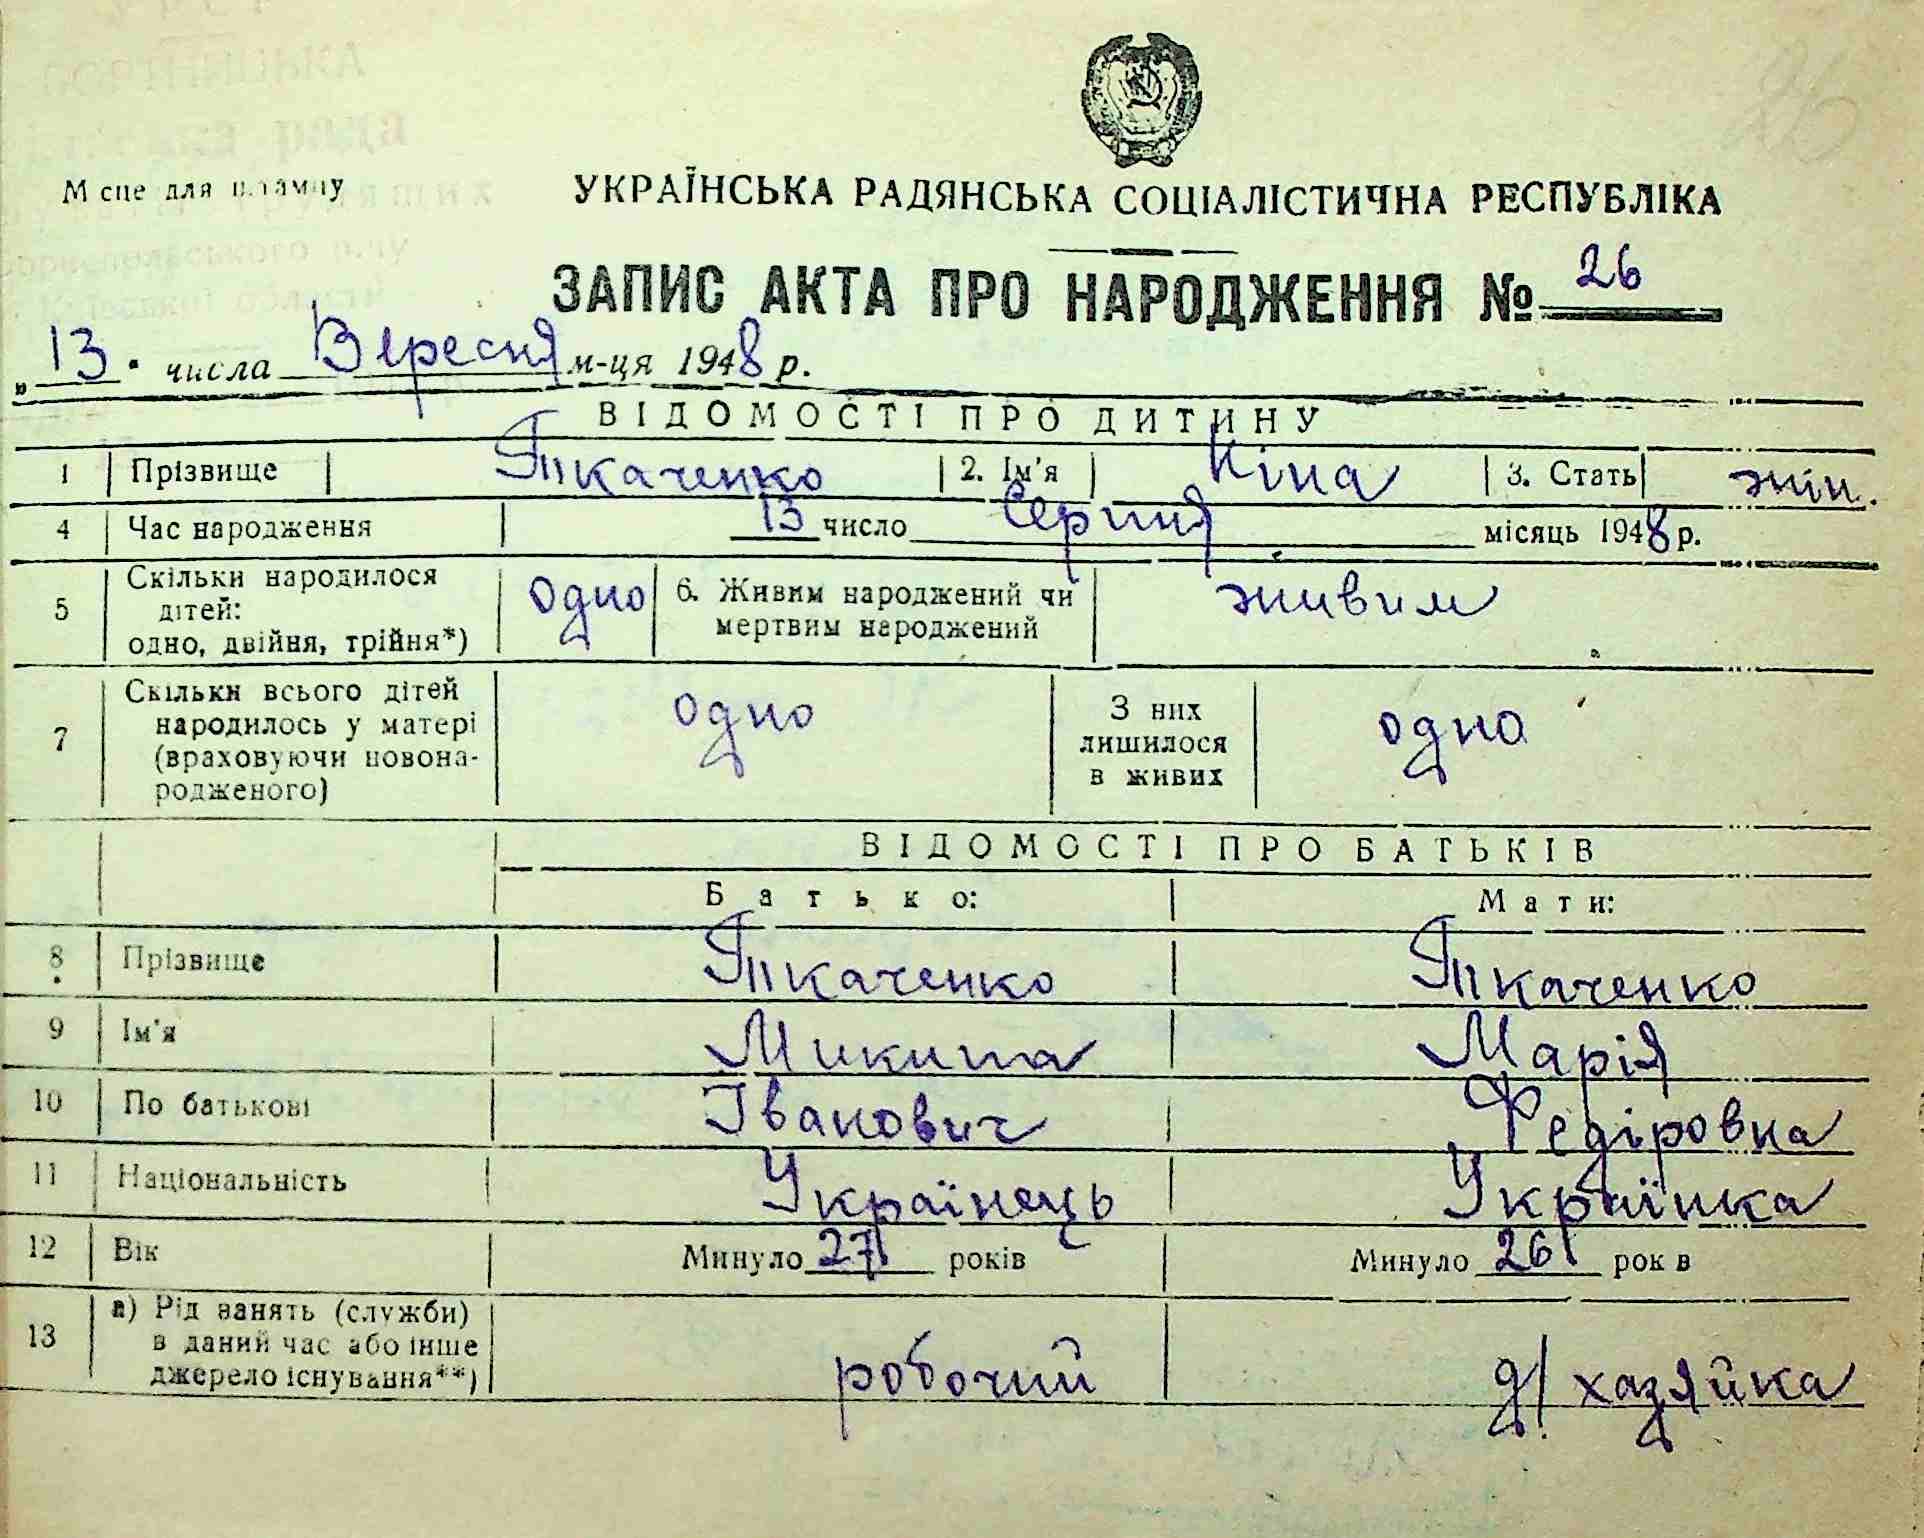 26
Місце для штампу
УКРАЇНСЬКА РАДЯНСЬКА СОЦІАЛІСТИЧНА РЕСПУБЛІКА
ЗАПИС АКТА ПРО НАРОДЖЕННЯ № 26
„13" числа Вересня м-ця 1948 р.
ВІДОМОСТІ ПРО ДИТИНУ
1 Прізвище Ткаченко 2. Ім'я Ніна 3. Стать жін.
4 Час народження 13 число Серпня місяць 1948 р.
5 Скільки народилося дітей: одно, двійня, трійня*) одно 6. Живим народжений чи мертвим народжений живим
7 Скільки всього дітей народилось у матері (враховуючи новонародженого) одно З них лишилося в живих одно
ВІДОМОСТІ ПРО БАТЬКІВ
Батько: Мати:
8 Прізвище Ткаченко Ткаченко
9 Ім'я Микита Марія
10 По батькові Іванович Федіровка
11 Національність Українець Українка
12 Вік Минуло 27 років Минуло 26 рок в
13 а) Рід занять (служби) в даний час або інше джерело існування**) робочий д/хазяйка